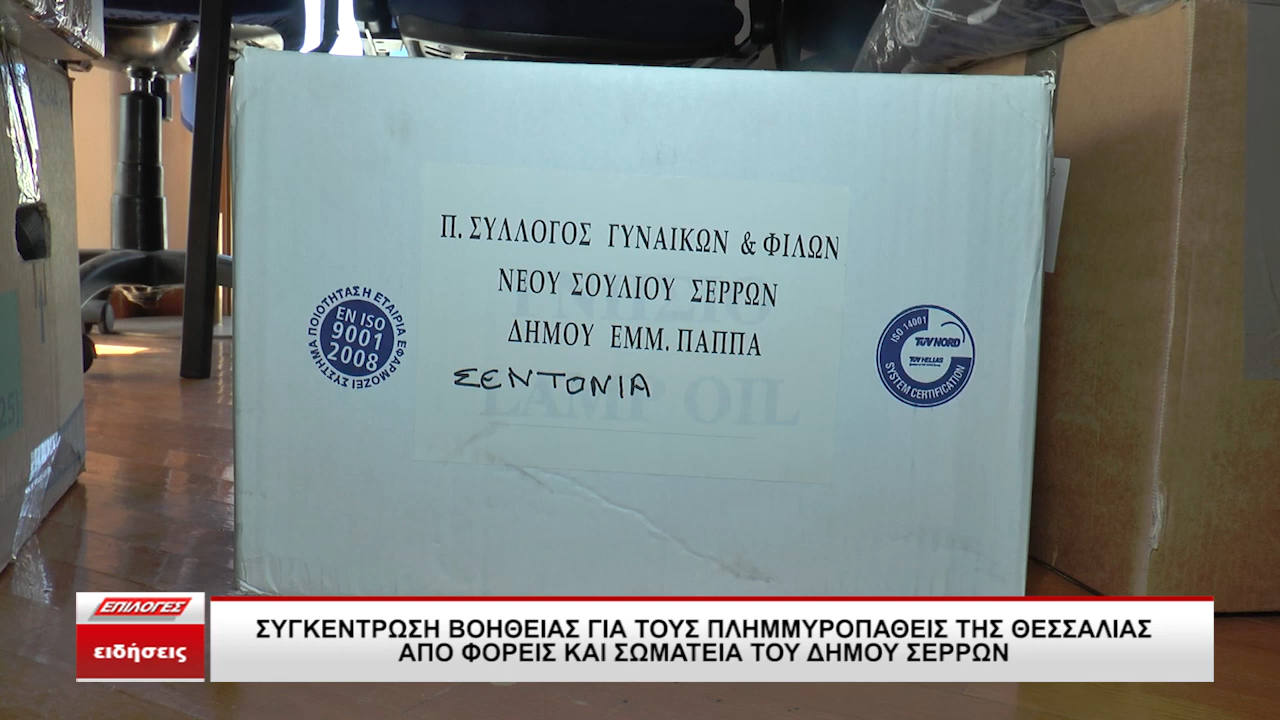 Π. ΣΥΛΛΟΓΟΣ ΓΥΝΑΙΚΩΝ & ΦΙΛΩΝ
ΝΕΟΥ ΣΟΥΛΙΟΥ ΣΕΡΡΩΝ
ΔΗΜΟΥ ΕΜΜ. ΠΑΠΠΑ
ΣΕΝΤΟΝΙΑ
LAMP OIL
ΕΤΑΙΡΙΑ ΕΦΑΡΜΟΖΕΙ ΣΥΣΤΗΜΑ ΠΟΙΟΤΗΤΑΣ Η
EN ISO
9001
2008
ISO 14001
TÜV NORD
TÜV HELLAS
SYSTEM CERTIFICATION
ΕΠΙΛΟΓΕΣ
ειδήσεις
ΣΥΓΚΕΝΤΡΩΣΗ ΒΟΗΘΕΙΑΣ ΓΙΑ ΤΟΥΣ ΠΛΗΜΜΥΡΟΠΑΘΕΙΣ ΤΗΣ ΘΕΣΣΑΛΙΑΣ
ΑΠΟ ΦΟΡΕΙΣ ΚΑΙ ΣΩΜΑΤΕΙΑ ΤΟΥ ΔΗΜΟΥ ΣΕΡΡΩΝ